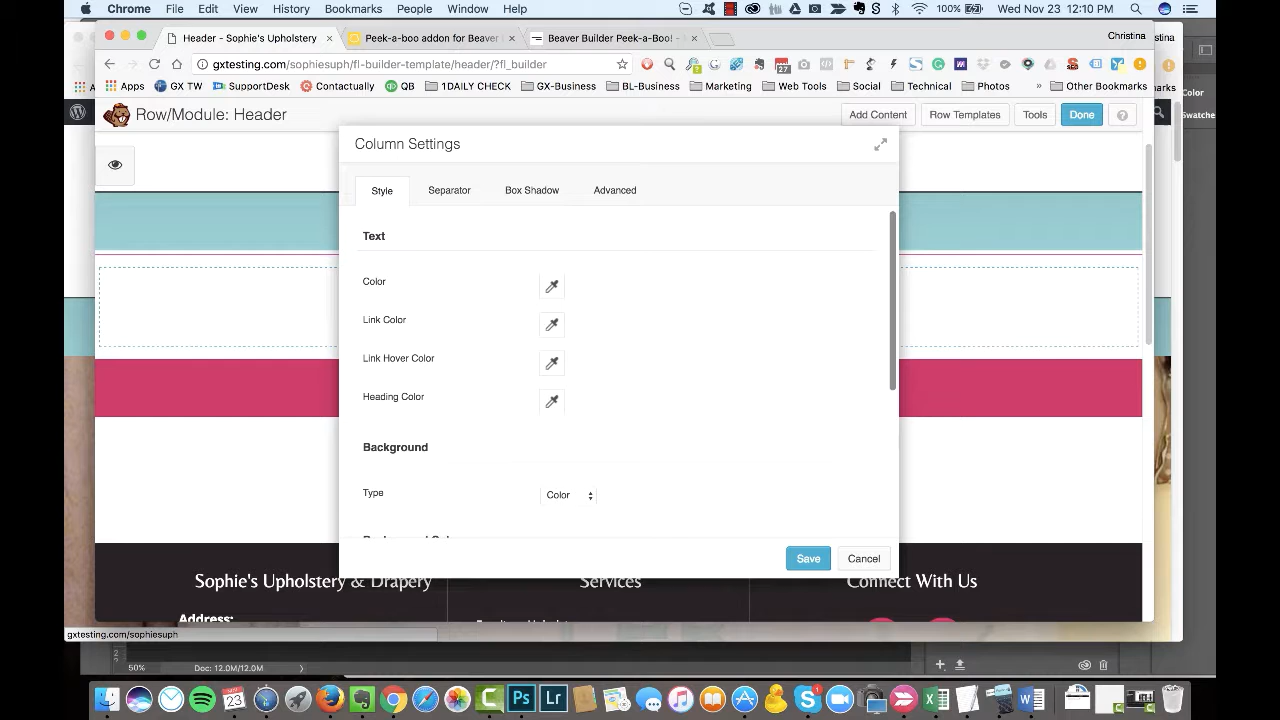 Chrome File Edit View History Bookmarks People Window Help 100% Wed Nov 23 12:10 PM
Header - Sophie's Upholstery × Peek-a-boo addon for Beaver × Beaver Builder Peek-a-Boo! - × Christina
gxtesting.com/sophiesuph/fl-builder-template/header/?fl_builder
Apps GX TW SupportDesk Contactually QB 1DAILY CHECK GX-Business BL-Business Marketing Web Tools Social Technical Photos » Other Bookmarks
Color
Row/Module: Header Add Content Row Templates Tools Done ?
Swatches
Column Settings
Style Separator Box Shadow Advanced
Text
Color
Link Color
Link Hover Color
Heading Color
Background
Type Color
Save Cancel
Sophie's Upholstery & Drapery Services Connect With Us
Address:
gxtesting.com/sophiesuph
50% Doc: 12.0M/12.0M